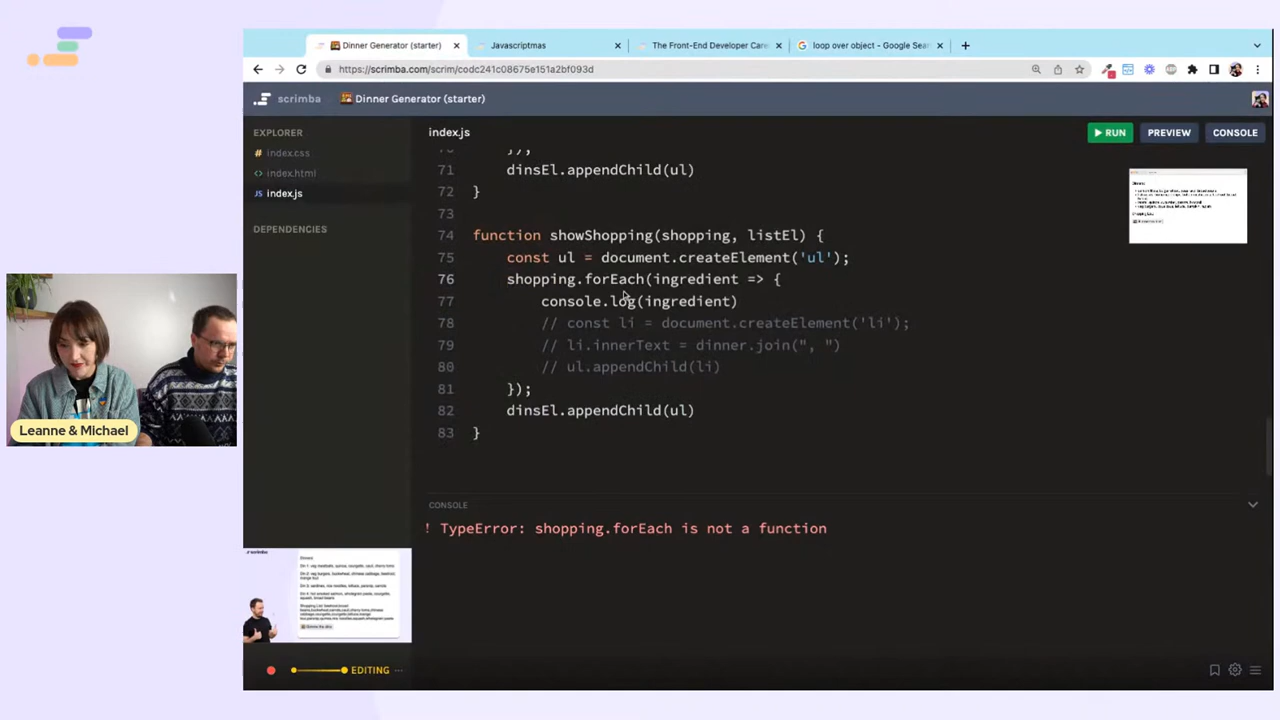 Dinner Generator (starter)
Javascriptmas
The Front-End Developer Care
loop over object - Google Sear
https://scrimba.com/scrim/codc241c08675e151a2bf093d
scrimba
Dinner Generator (starter)
EXPLORER
index.css
index.html
JS index.js
DEPENDENCIES
index.js
RUN
PREVIEW
CONSOLE
70 });
71 dinsEl.appendChild(ul)
72 }
73
74 function showShopping(shopping, listEl) {
75 const ul = document.createElement('ul');
76 shopping.forEach(ingredient => {
77 console.log(ingredient)
78 // const li = document.createElement('li');
79 // li.innerText = dinner.join(", ")
80 // ul.appendChild(li)
81 });
82 dinsEl.appendChild(ul)
83 }
Leanne & Michael
CONSOLE
! TypeError: shopping.forEach is not a function
EDITING ...